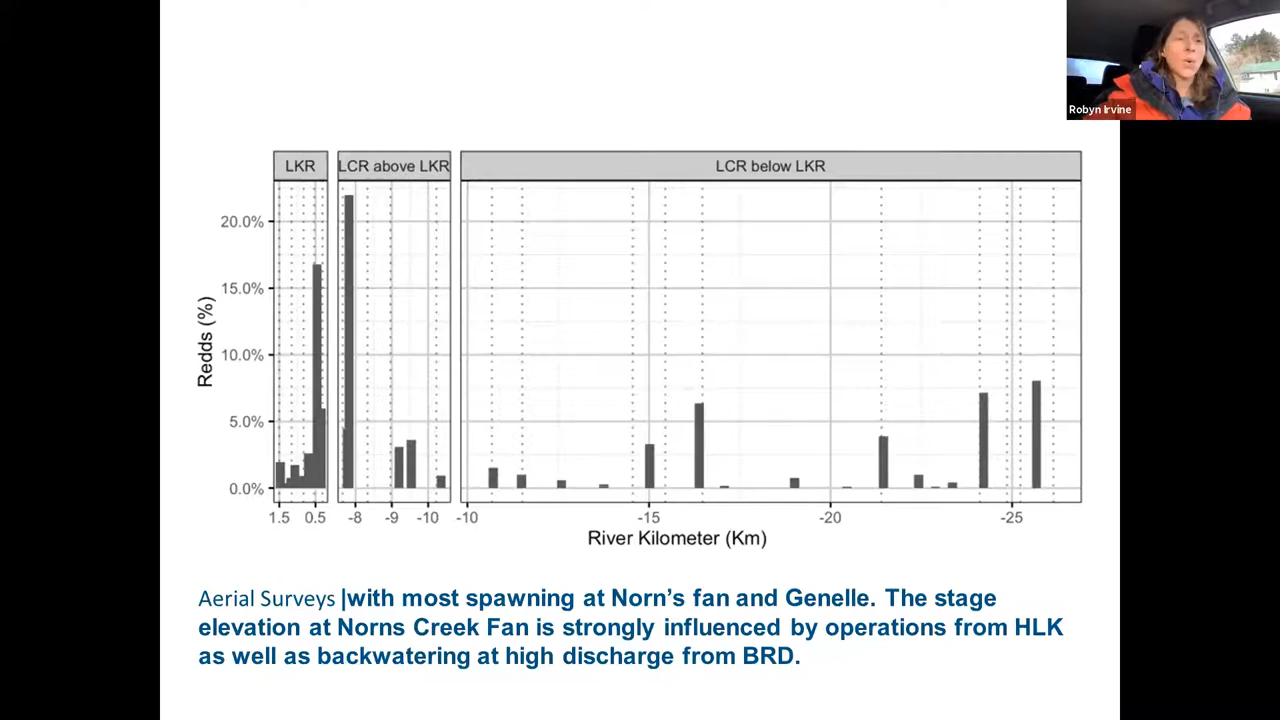 Robyn Irvine
LKR
LCR above LKR
LCR below LKR
20.0%
15.0%
10.0%
5.0%
0.0%
Redds (%)
1.5 0.5 -8 -9 -10 -10 -15 -20 -25
River Kilometer (Km)
Aerial Surveys |with most spawning at Norn’s fan and Genelle. The stage
elevation at Norns Creek Fan is strongly influenced by operations from HLK
as well as backwatering at high discharge from BRD.